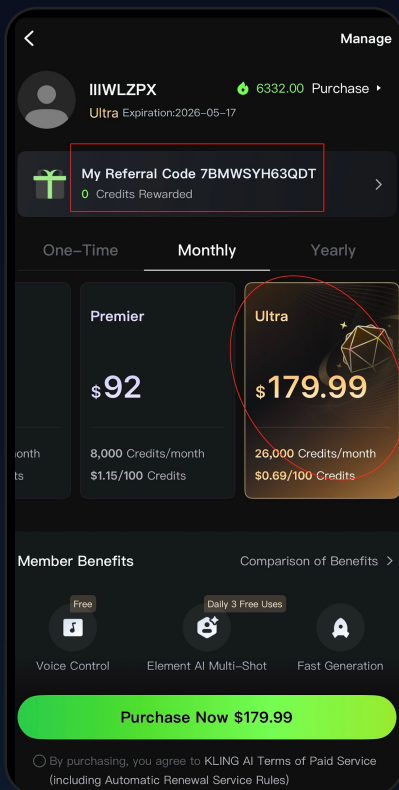 Manage
IIIWLZPX
6332.00 Purchase
Ultra Expiration:2026-05-17
My Referral Code 7BMWSYH63QDT
0 Credits Rewarded
One-Time Monthly Yearly
Premier
$92
8,000 Credits/month
$1.15/100 Credits
Ultra
$179.99
26,000 Credits/month
$0.69/100 Credits
onth
ts
Member Benefits
Comparison of Benefits >
Free
Daily 3 Free Uses
Voice Control
Element AI Multi-Shot
Fast Generation
Purchase Now $179.99
By purchasing, you agree to KLING AI Terms of Paid Service
(including Automatic Renewal Service Rules)